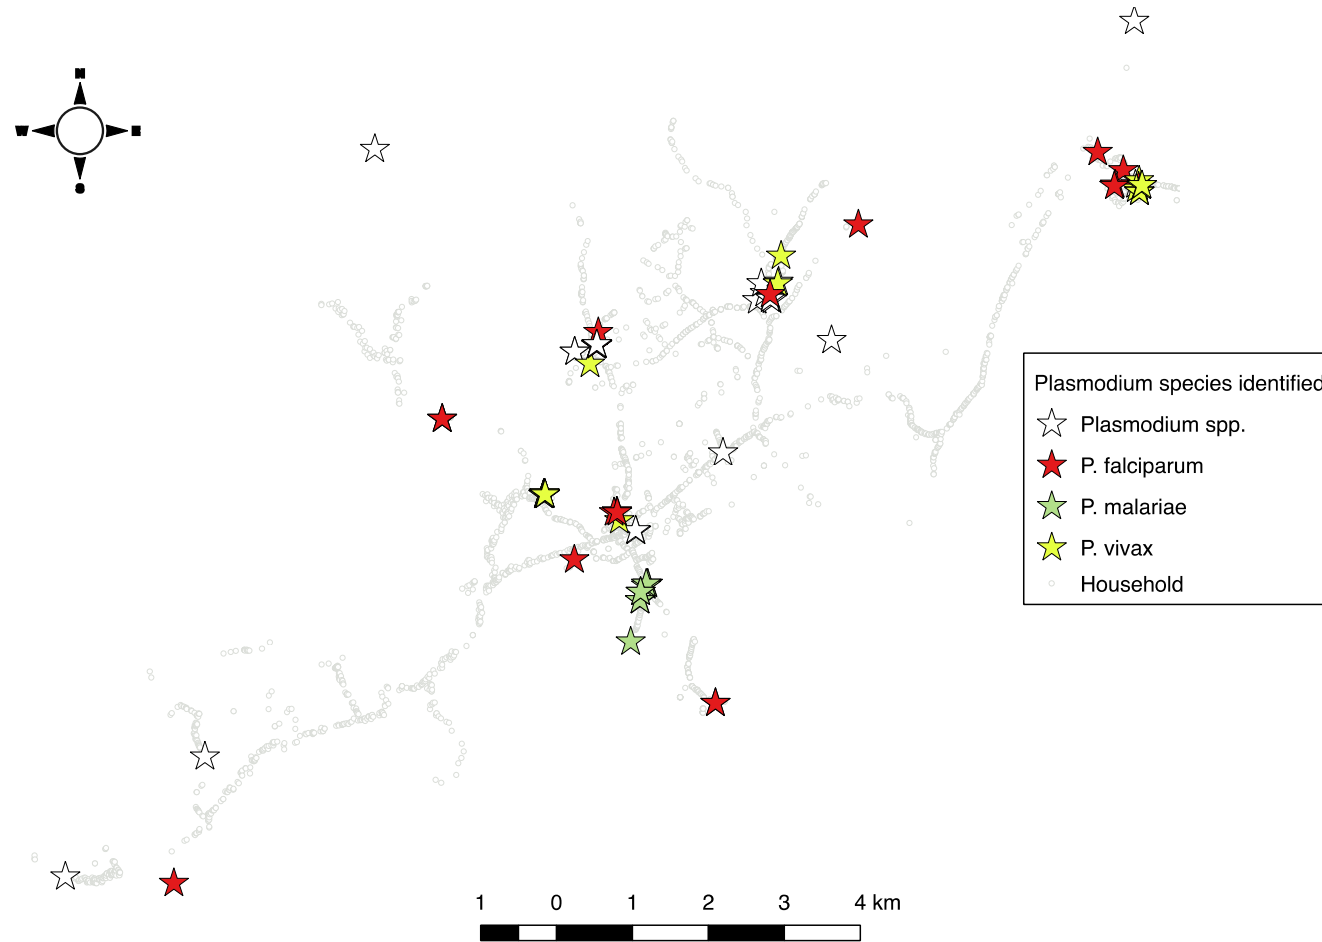 N
W E
S
Plasmodium species identified
Plasmodium spp.
P. falciparum
P. malariae
P. vivax
Household
1 0 1 2 3 4 km